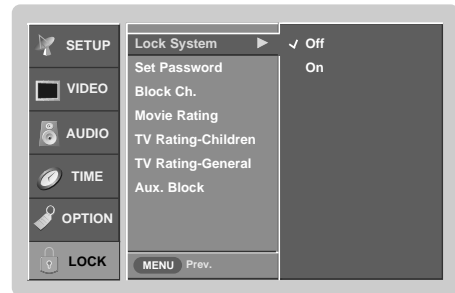 SETUP
VIDEO
AUDIO
TIME
OPTION
LOCK
Lock System
Set Password
Block Ch.
Movie Rating
TV Rating-Children
TV Rating-General
Aux. Block
MENU Prev.
Off
On